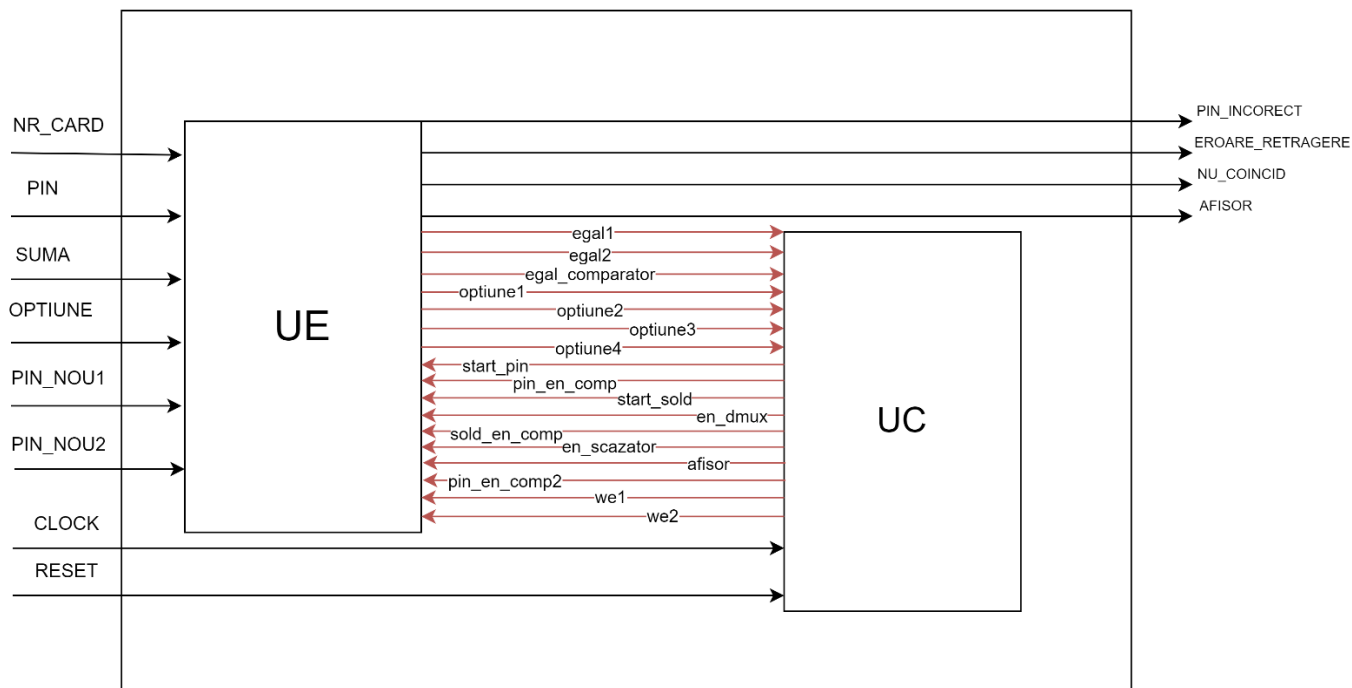 NR_CARD
PIN
SUMA
OPTIUNE
PIN_NOU1
PIN_NOU2
CLOCK
RESET
UE
PIN_INCORECT
EROARE_RETRAGERE
NU_COINCID
AFISOR
egal1
egal2
egal_comparator
optiune1
optiune2
optiune3
optiune4
start_pin
pin_en_comp
start_sold
en_dmux
sold_en_comp
en_scazator
afisor
pin_en_comp2
we1
we2
UC